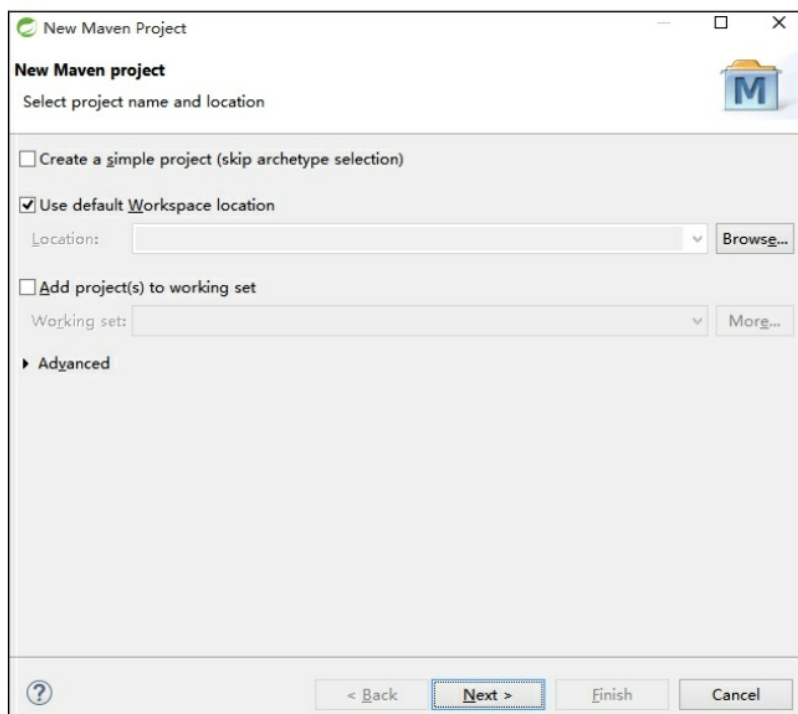 New Maven Project
New Maven project
Select project name and location
M
Create a simple project (skip archetype selection)
Use default Workspace location
Location:
Browse...
Add project(s) to working set
Working set:
More...
Advanced
?
< Back
Next >
Finish
Cancel